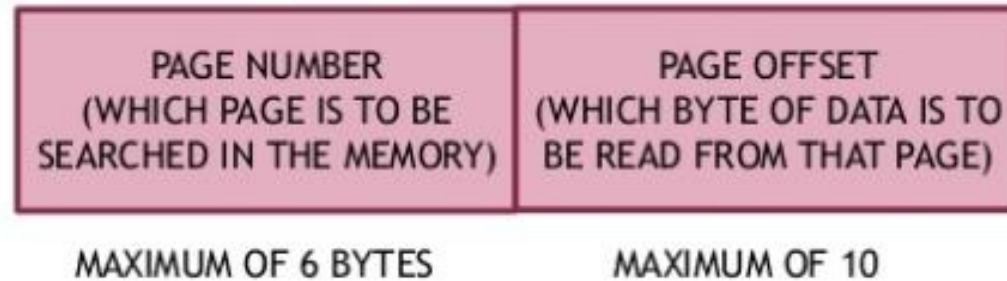 PAGE NUMBER
(WHICH PAGE IS TO BE
SEARCHED IN THE MEMORY)
PAGE OFFSET
(WHICH BYTE OF DATA IS TO
BE READ FROM THAT PAGE)
MAXIMUM OF 6 BYTES
MAXIMUM OF 10